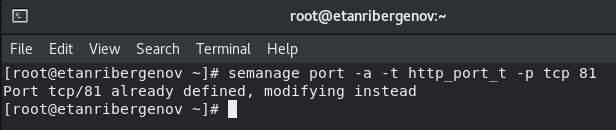 root@etanribergenov:~
File Edit View Search Terminal Help
[root@etanribergenov ~]# semanage port -a -t http_port_t -p tcp 81
Port tcp/81 already defined, modifying instead
[root@etanribergenov ~]#